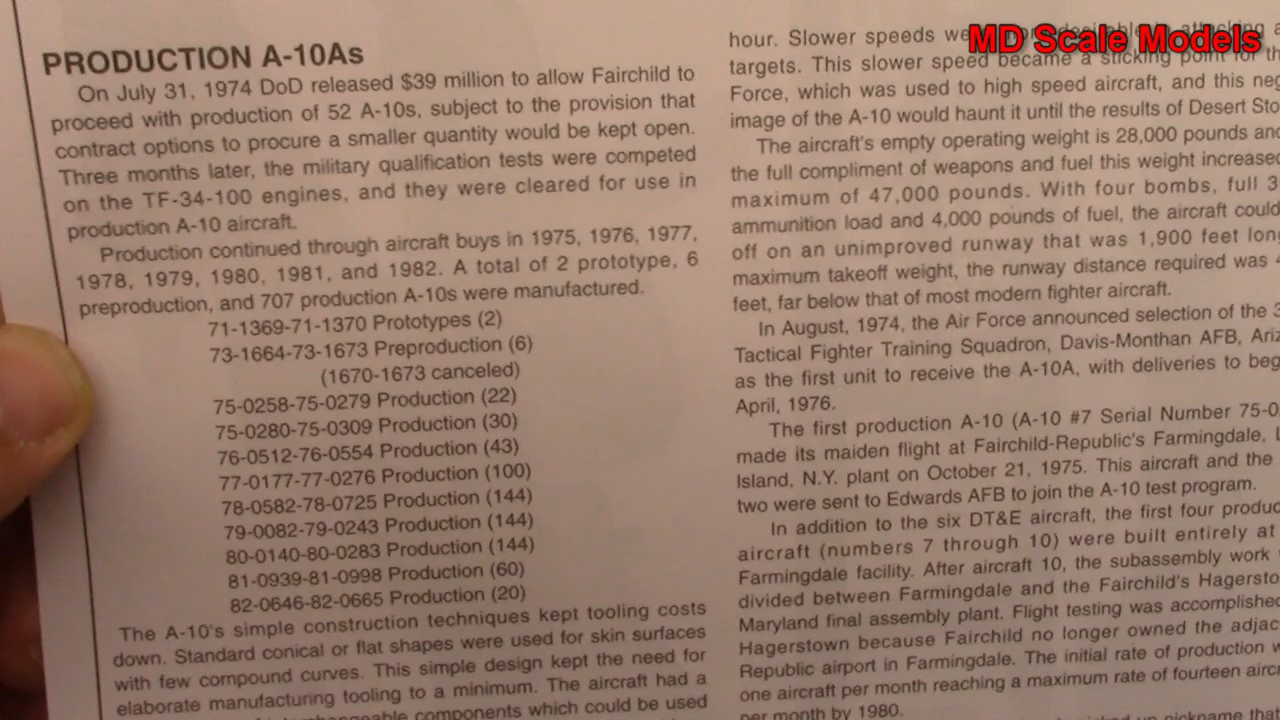 MD Scale Models
PRODUCTION A-10As
On July 31, 1974 DoD released $39 million to allow Fairchild to
proceed with production of 52 A-10s, subject to the provision that
contract options to procure a smaller quantity would be kept open.
Three months later, the military qualification tests were competed
on the TF-34-100 engines, and they were cleared for use in
production A-10 aircraft.
Production continued through aircraft buys in 1975, 1976, 1977,
1978, 1979, 1980, 1981, and 1982. A total of 2 prototype, 6
preproduction, and 707 production A-10s were manufactured.
71-1369-71-1370 Prototypes (2)
73-1664-73-1673 Preproduction (6)
(1670-1673 canceled)
75-0258-75-0279 Production (22)
75-0280-75-0309 Production (30)
76-0512-76-0554 Production (43)
77-0177-77-0276 Production (100)
78-0582-78-0725 Production (144)
79-0082-79-0243 Production (144)
80-0140-80-0283 Production (144)
81-0939-81-0998 Production (60)
82-0646-82-0665 Production (20)
The A-10's simple construction techniques kept tooling costs
down. Standard conical or flat shapes were used for skin surfaces
with few compound curves. This simple design kept the need for
elaborate manufacturing tooling to a minimum. The aircraft had a
components which could be used
hour. Slower speeds
targets. This slower speed became a sticking point for
Force, which was used to high speed aircraft, and this
image of the A-10 would haunt it until the results of Desert
The aircraft's empty operating weight is 28,000 pounds and
the full compliment of weapons and fuel this weight increased
maximum of 47,000 pounds. With four bombs, full
ammunition load and 4,000 pounds of fuel, the aircraft could
off on an unimproved runway that was 1,900 feet
maximum takeoff weight, the runway distance required was
feet, far below that of most modern fighter aircraft.
In August, 1974, the Air Force announced selection of the
Tactical Fighter Training Squadron, Davis-Monthan AFB,
as the first unit to receive the A-10A, with deliveries to
April, 1976.
The first production A-10 (A-10 #7 Serial Number
made its maiden flight at Fairchild-Republic's Farmingdale,
Island, N.Y. plant on October 21, 1975. This aircraft and the
two were sent to Edwards AFB to join the A-10 test program.
In addition to the six DT&E aircraft, the first four
aircraft (numbers 7 through 10) were built entirely at
Farmingdale facility. After aircraft 10, the subassembly work
divided between Farmingdale and the Fairchild's
Maryland final assembly plant. Flight testing was accomplished
Hagerstown because Fairchild no longer owned the
Republic airport in Farmingdale. The initial rate of production
one aircraft per month reaching a maximum rate of fourteen
per month by 1980.
nickname that